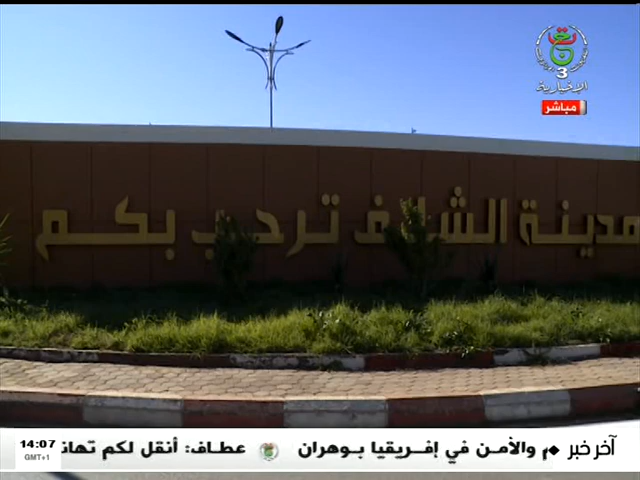 3
الإخبارية
مباشر
مدينة الشلف ترحب بكم
آخر خبر
والأمن في إفريقيا بوهران
عطاف: أنقل لكم
14:07
GMT+1